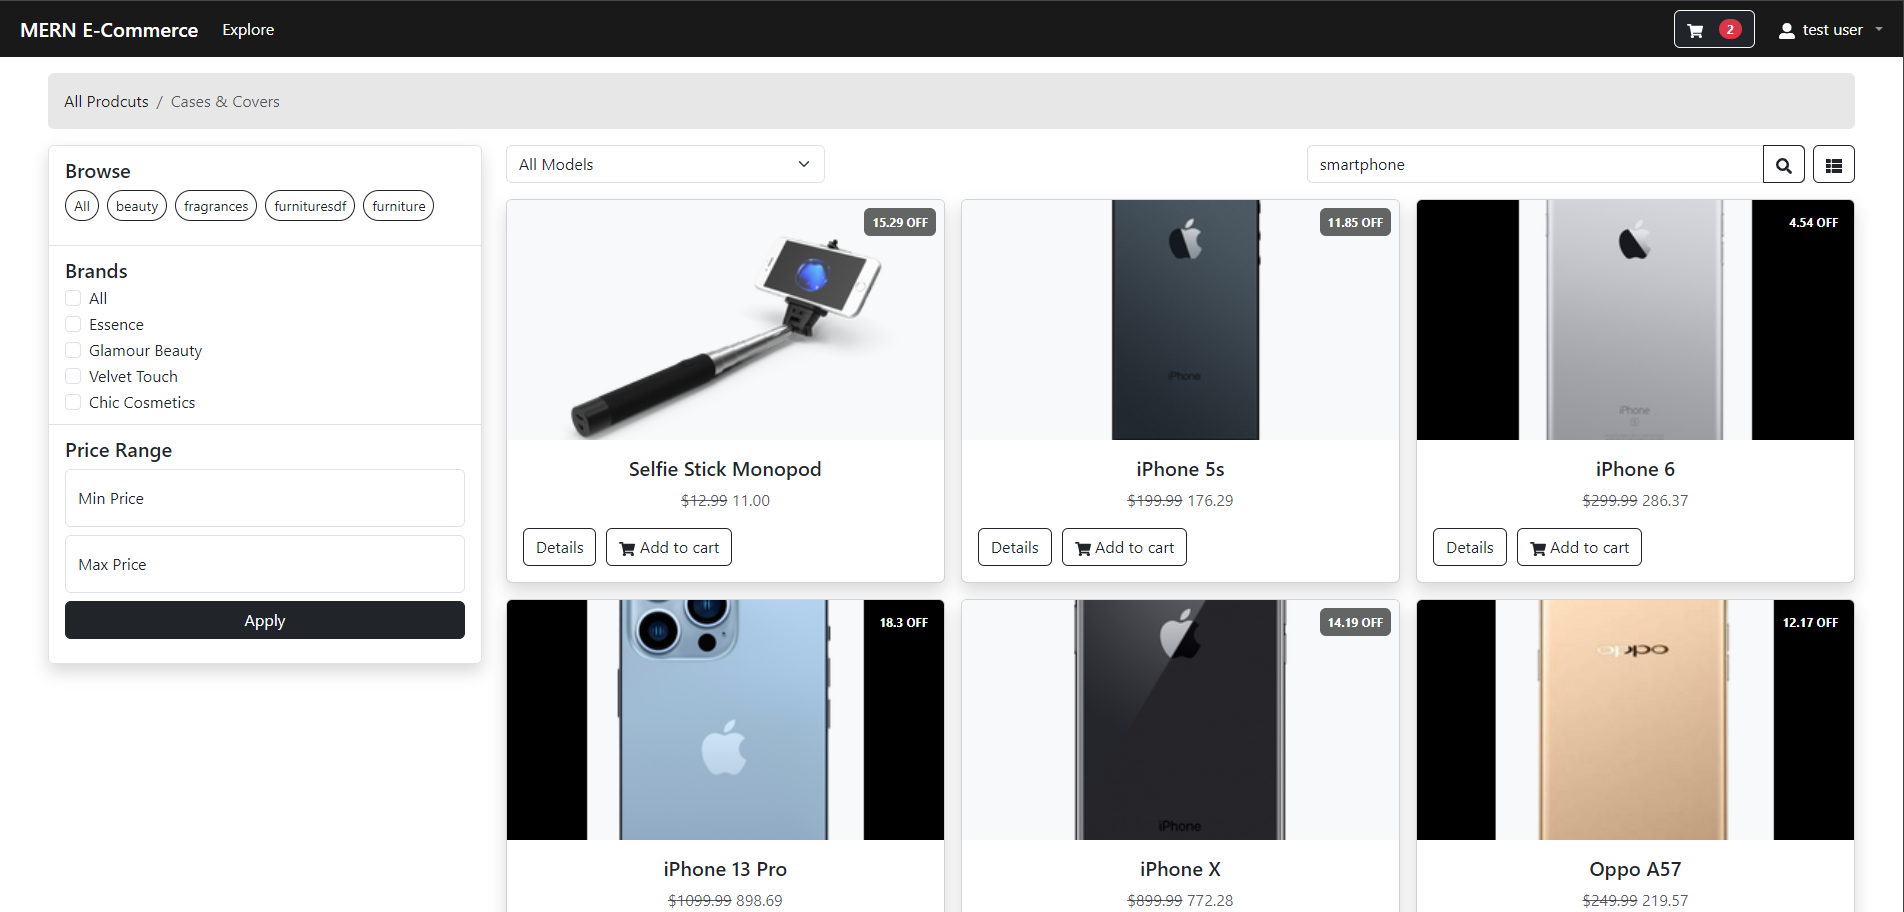 MERN E-Commerce Explore 2 test user
All Prodcuts / Cases & Covers
Browse
All beauty fragrances furnituresdf furniture
Brands
All
Essence
Glamour Beauty
Velvet Touch
Chic Cosmetics
Price Range
Min Price
Max Price
Apply
All Models smartphone
15.29 OFF
Selfie Stick Monopod
$12.99 11.00
Details Add to cart
11.85 OFF
iPhone
iPhone 5s
$199.99 176.29
Details Add to cart
4.54 OFF
iPhone
S
iPhone 6
$299.99 286.37
Details Add to cart
18.3 OFF
iPhone 13 Pro
$1099.99 898.69
14.19 OFF
iPhone
iPhone X
$899.99 772.28
12.17 OFF
oppo
Oppo A57
$249.99 219.57